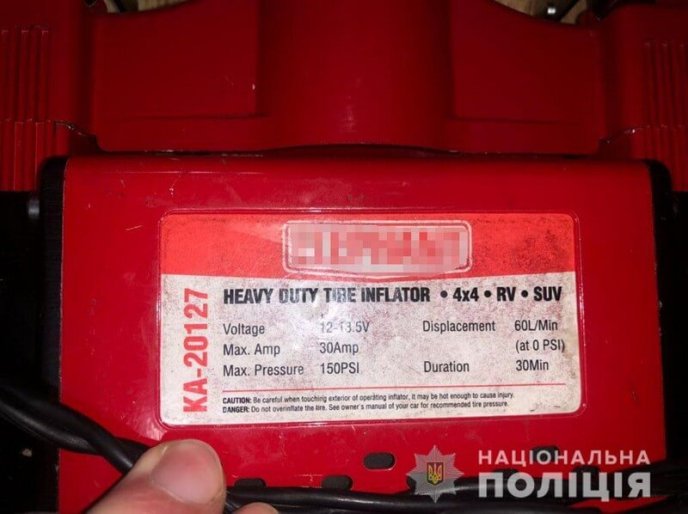 KA-20127
HEAVY DUTY TIRE INFLATOR • 4x4 • RV • SUV
Voltage 12-13.5V Displacement 60L/Min
Max. Amp 30Amp (at 0 PSI)
Max. Pressure 150PSI Duration 30Min
CAUTION: Be careful when touching exterior of operating inflator, it may be hot enough to cause injury.
DANGER: Do not overinflate the tire. See owner's manual of your car for recommended tire pressure.
НАЦІОНАЛЬНА
ПОЛІЦІЯ